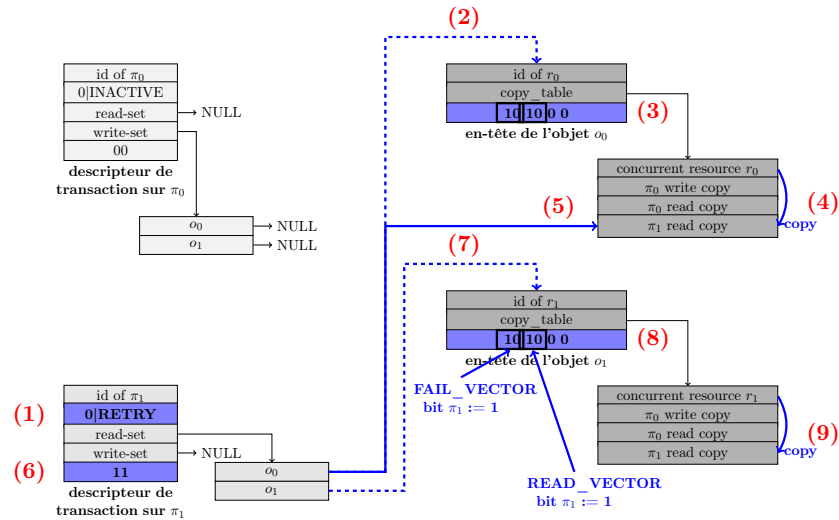 (2)
id of π₀
0|INACTIVE
read-set
NULL
write-set
00
descripteur de
transaction sur π₀
o₀
NULL
o₁
NULL
id of r₀
copy_table
10 10 0 0
(3)
en-tête de l'objet o₀
concurrent resource r₀
π₀ write copy
π₀ read copy
π₁ read copy
(4)
copy
(5)
(7)
id of r₁
copy_table
10 10 0 0
(8)
en-tête de l'objet o₁
FAIL_VECTOR
bit π₁ := 1
READ_VECTOR
bit π₁ := 1
concurrent resource r₁
π₀ write copy
π₀ read copy
π₁ read copy
(9)
copy
id of π₁
(1)
0|RETRY
read-set
write-set
NULL
(6)
11
descripteur de
transaction sur π₁
o₀
o₁